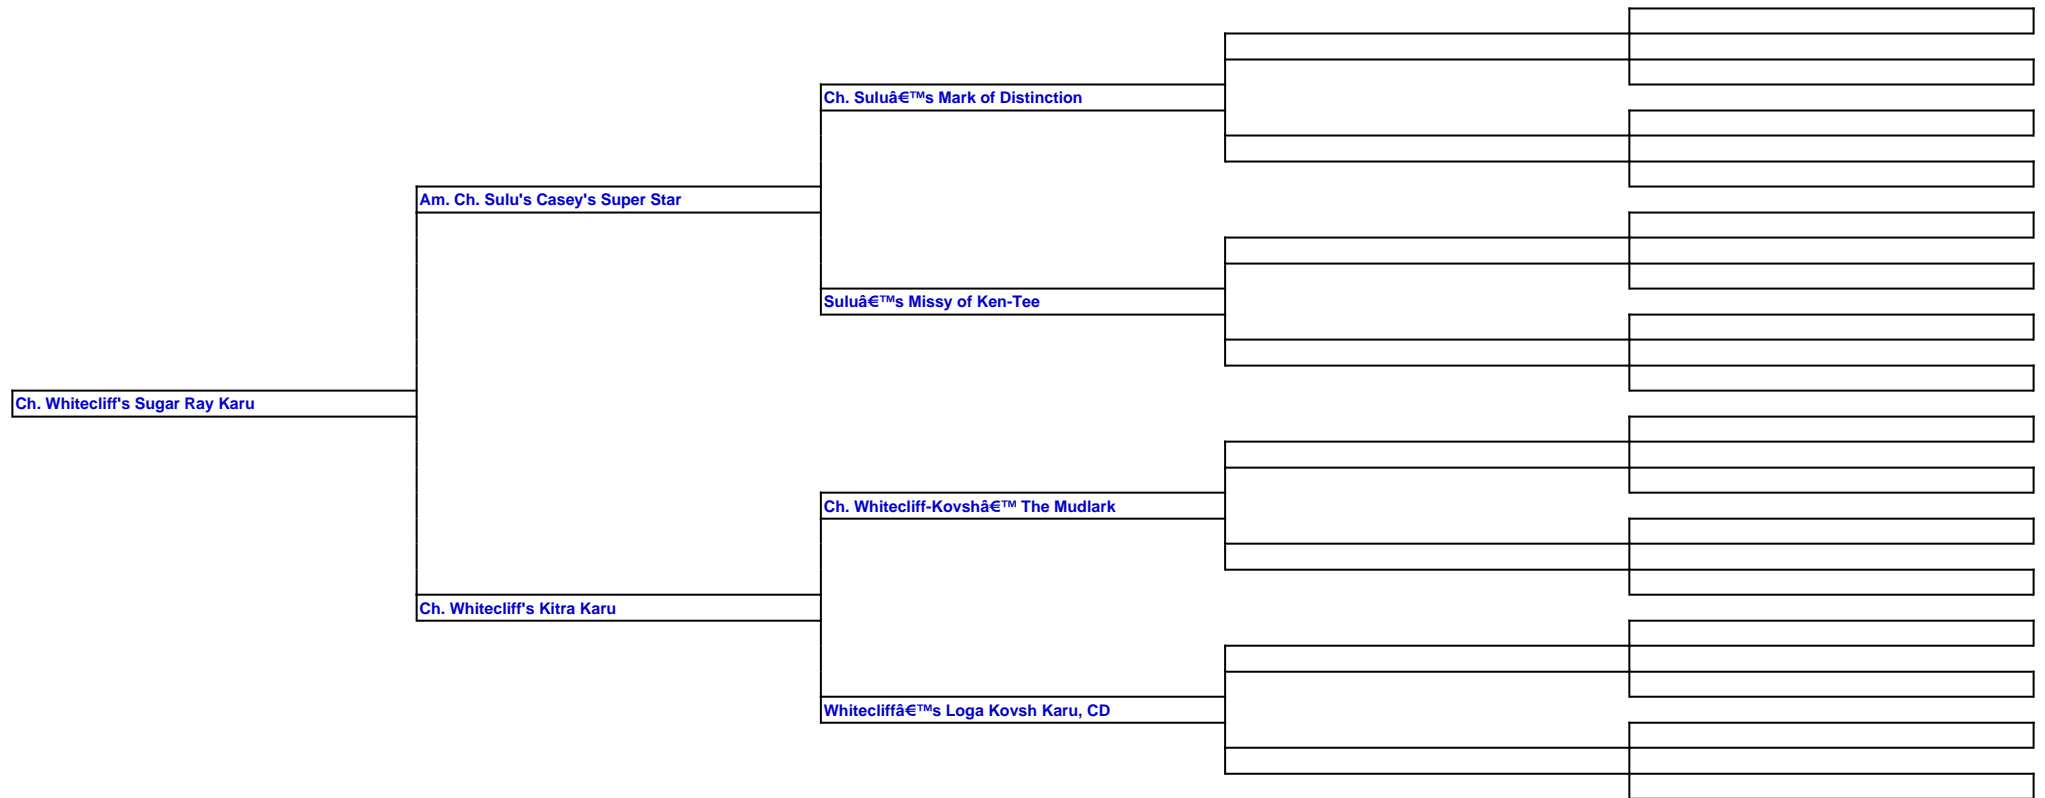 Ch. Suluâ€™s Mark of Distinction
Am. Ch. Sulu's Casey's Super Star
Suluâ€™s Missy of Ken-Tee
Ch. Whitecliff's Sugar Ray Karu
Ch. Whitecliff-Kovshâ€™ The Mudlark
Ch. Whitecliff's Kitra Karu
Whitecliffâ€™s Loga Kovsh Karu, CD